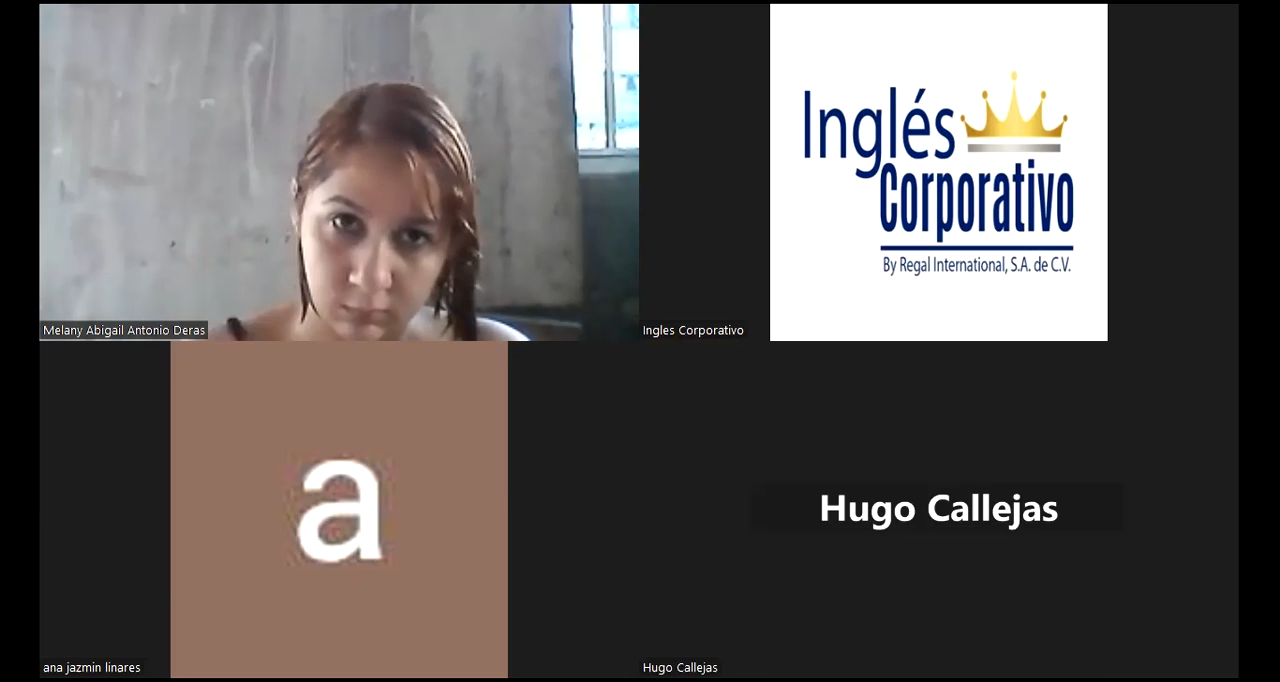 Melany Abigail Antonio Deras
Inglés
Corporativo
By Regal International, S.A. de C.V.
Ingles Corporativo
a
ana jazmin linares
Hugo Callejas
Hugo Callejas